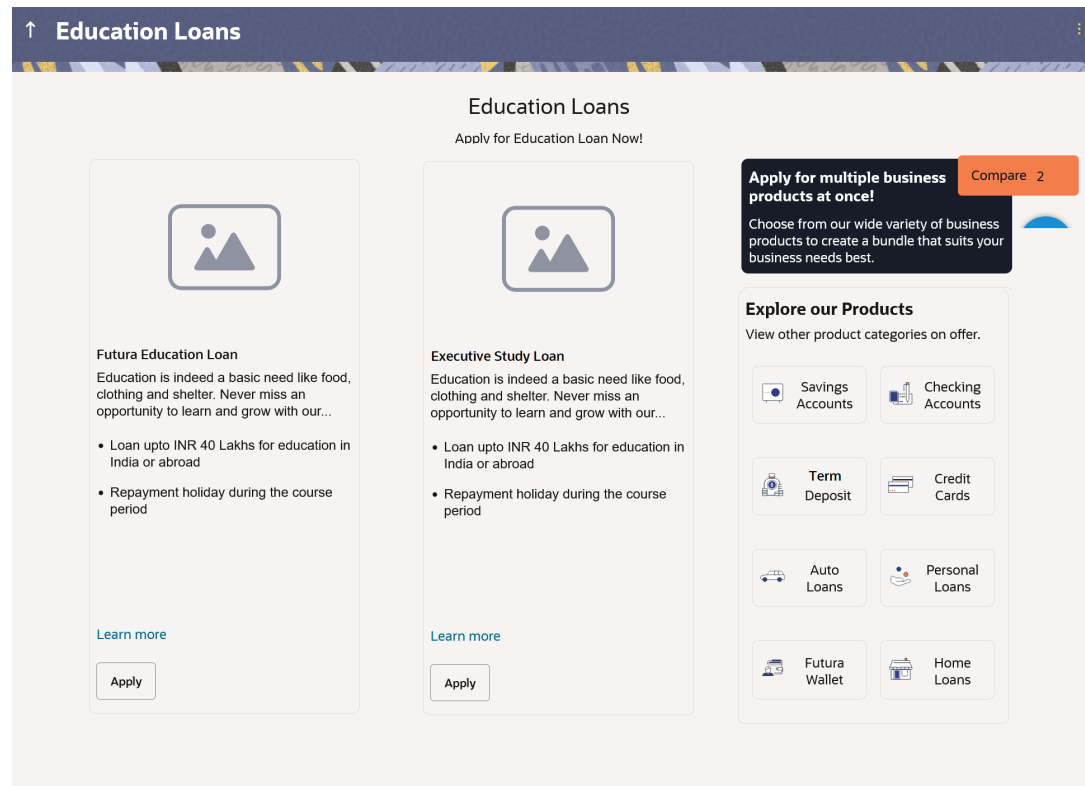 Education Loans
Education Loans
Apply for Education Loan Now!
Futura Education Loan
Education is indeed a basic need like food,
clothing and shelter. Never miss an
opportunity to learn and grow with our...
• Loan upto INR 40 Lakhs for education in
India or abroad
• Repayment holiday during the course
period
Learn more
Apply
Executive Study Loan
Education is indeed a basic need like food,
clothing and shelter. Never miss an
opportunity to learn and grow with our...
• Loan upto INR 40 Lakhs for education in
India or abroad
• Repayment holiday during the course
period
Learn more
Apply
Compare 2
Apply for multiple business
products at once!
Choose from our wide variety of business
products to create a bundle that suits your
business needs best.
Explore our Products
View other product categories on offer.
Savings
Accounts
Checking
Accounts
Term
Deposit
Credit
Cards
Auto
Loans
Personal
Loans
Futura
Wallet
Home
Loans